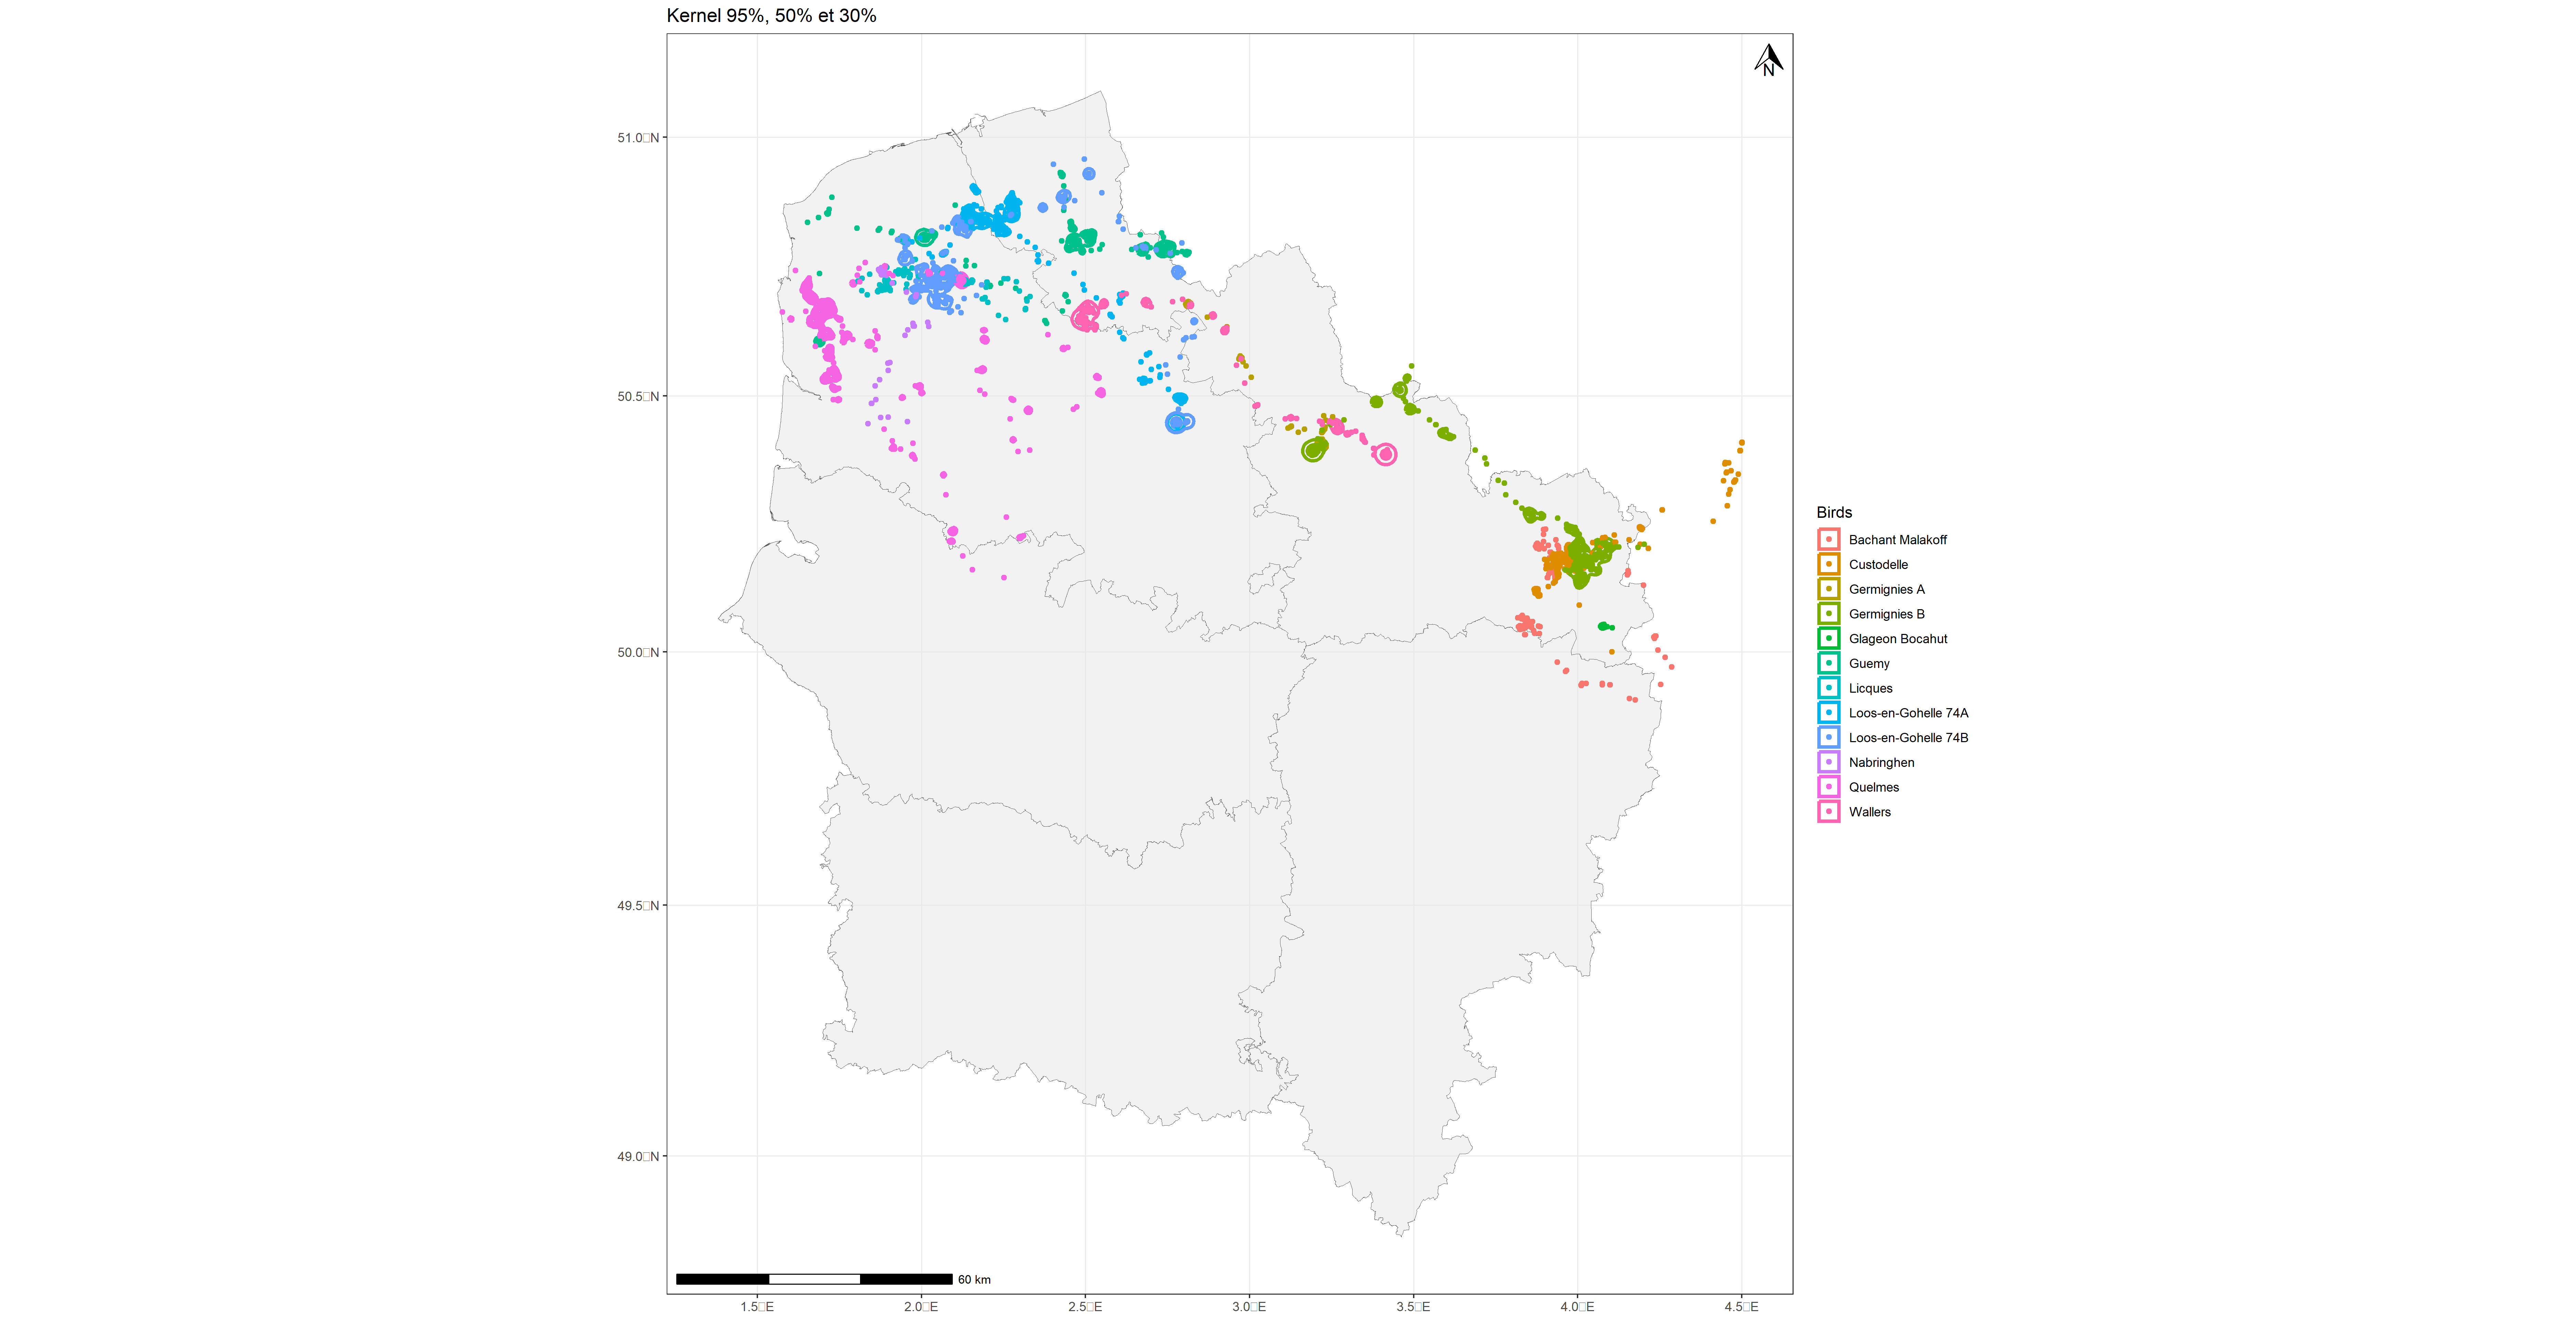 Kernel 95%, 50% et 30%
N
51.0□N
50.5□N
50.0□N
49.5□N
49.0□N
60 km
1.5□E
2.0□E
2.5□E
3.0□E
3.5□E
4.0□E
4.5□E
Birds
Bachant Malakoff
Custodelle
Germignies A
Germignies B
Glageon Bocahut
Guemy
Licques
Loos-en-Gohelle 74A
Loos-en-Gohelle 74B
Nabringhen
Quelmes
Wallers